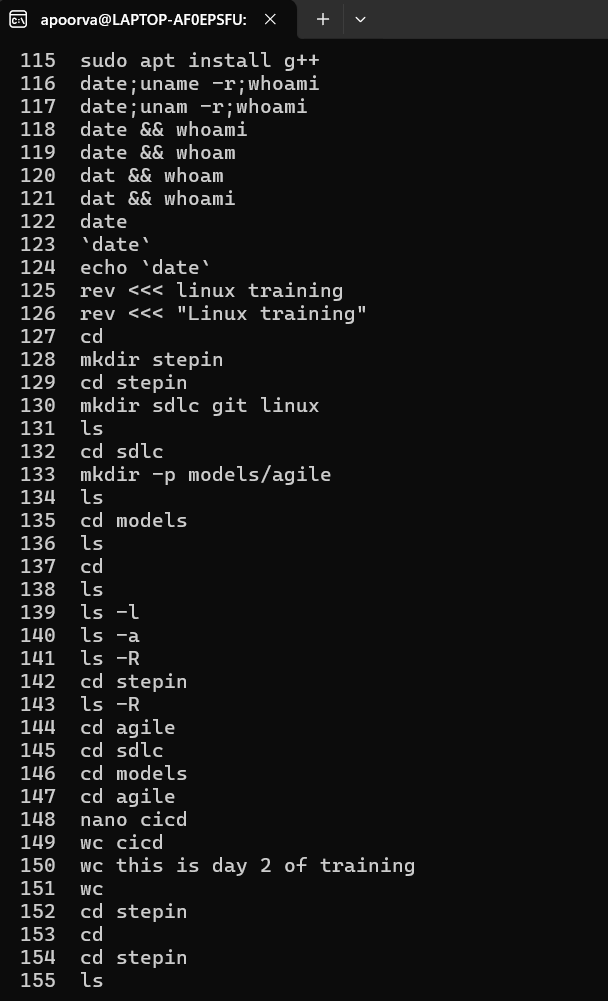 apoorva@LAPTOP-AF0EPSFU:
115 sudo apt install g++
116 date;uname -r;whoami
117 date;unam -r;whoami
118 date && whoami
119 date && whoam
120 dat && whoam
121 dat && whoami
122 date
123 `date`
124 echo `date`
125 rev <<< linux training
126 rev <<< "Linux training"
127 cd
128 mkdir stepin
129 cd stepin
130 mkdir sdlc git linux
131 ls
132 cd sdlc
133 mkdir -p models/agile
134 ls
135 cd models
136 ls
137 cd
138 ls
139 ls -l
140 ls -a
141 ls -R
142 cd stepin
143 ls -R
144 cd agile
145 cd sdlc
146 cd models
147 cd agile
148 nano cicd
149 wc cicd
150 wc this is day 2 of training
151 wc
152 cd stepin
153 cd
154 cd stepin
155 ls